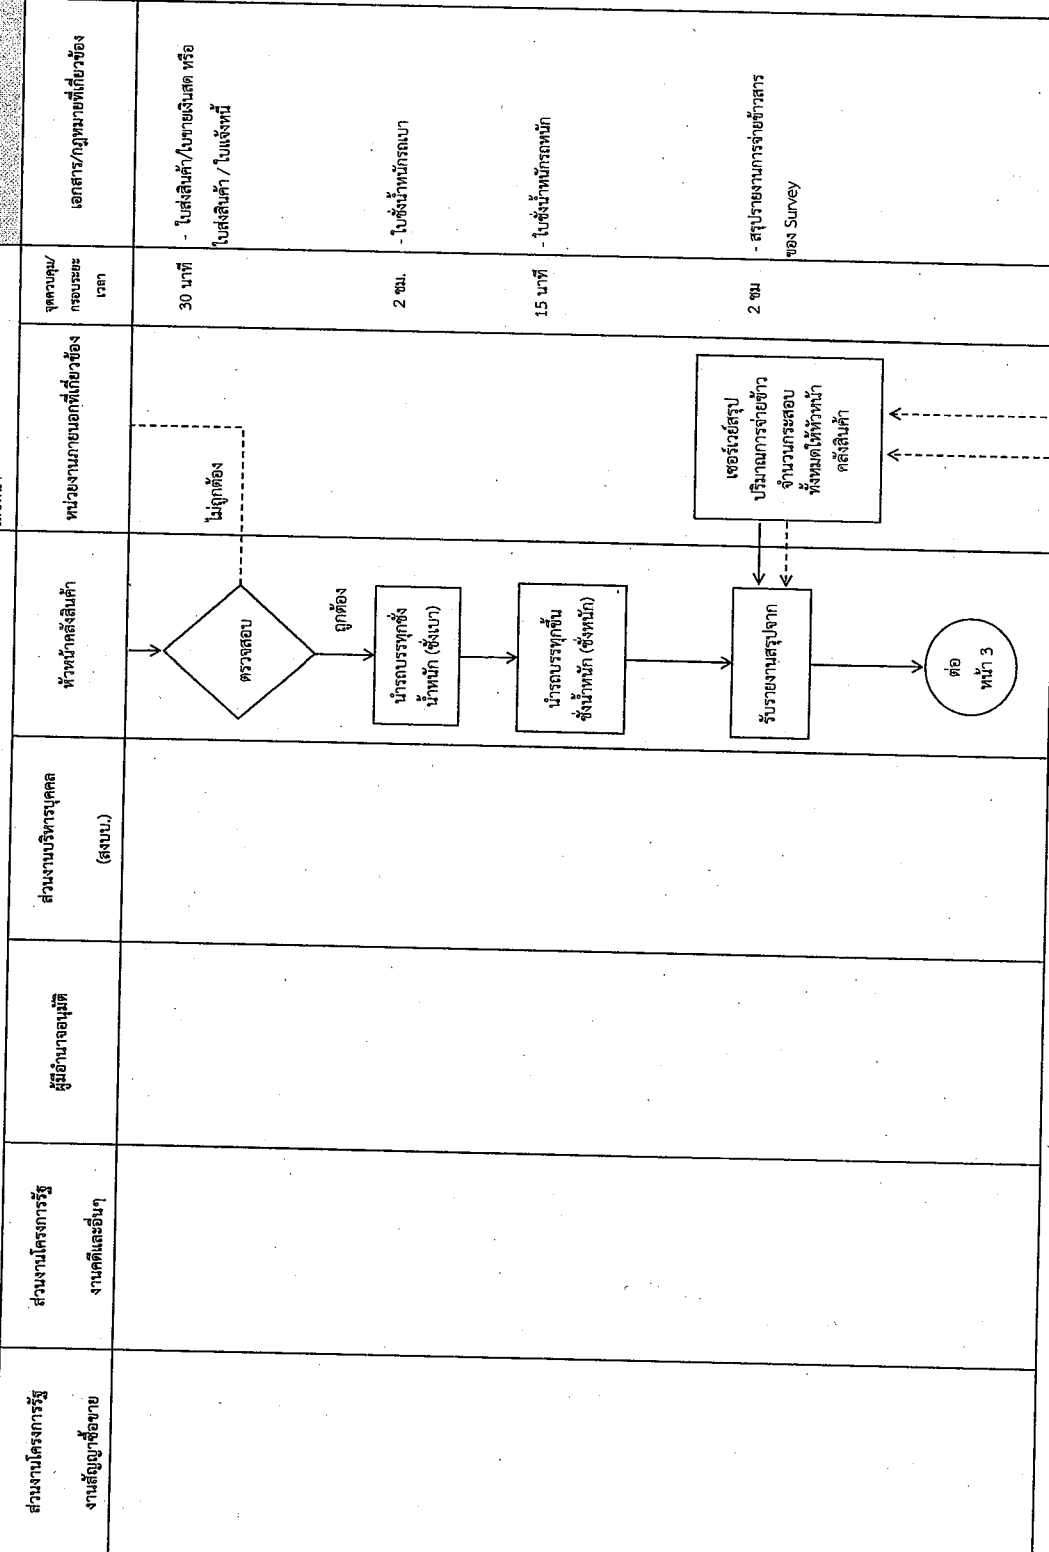 ส่วนงานโครงการรัฐ
งานสัญญาซื้อขาย
ส่วนงานโครงการรัฐ
งานคดีและอื่นๆ
ผู้มีอำนาจอนุมัติ
ส่วนงานบริหารบุคคล
(สงบบ.)
หัวหน้าคลังสินค้า
หน่วยงานภายนอกที่เกี่ยวข้อง
จุดควบคุม/
กรอบระยะ
เวลา
เอกสาร/กฎหมายที่เกี่ยวข้อง
ตรวจสอบ
ไม่ถูกต้อง
30 นาที
- ใบส่งสินค้า/ใบขายเงินสด หรือ
ใบส่งสินค้า / ใบแจ้งหนี้
ถูกต้อง
นำรถบรรทุกชั่ง
น้ำหนัก (ชั่งเบา)
2 ชม.
- ใบชั่งน้ำหนักรถเบา
นำรถบรรทุกขึ้น
ชั่งน้ำหนัก (ชั่งหนัก)
15 นาที
- ใบชั่งน้ำหนักรถหนัก
รับรายงานสรุปจาก
เซอร์เวย์สรุป
ปริมาณการจ่ายข้าว
จำนวนกระสอบ
ทั้งหมดให้หัวหน้า
คลังสินค้า
2 ชม
- สรุปรายงานการจ่ายข้าวสาร
ของ Survey
ต่อ
หน้า 3